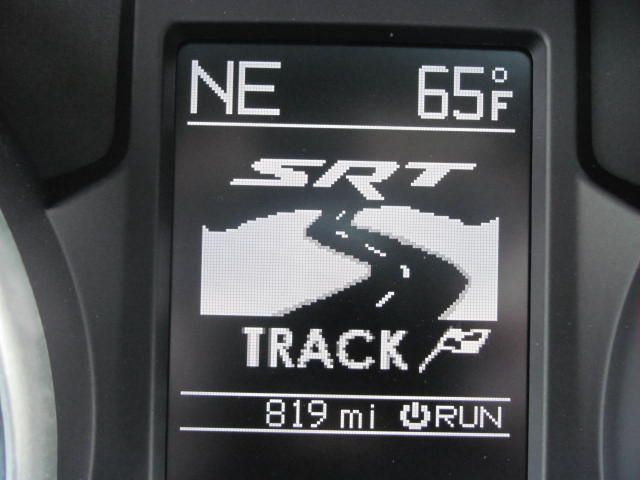 NE 65°F
SRT
TRACK
819 mi RUN